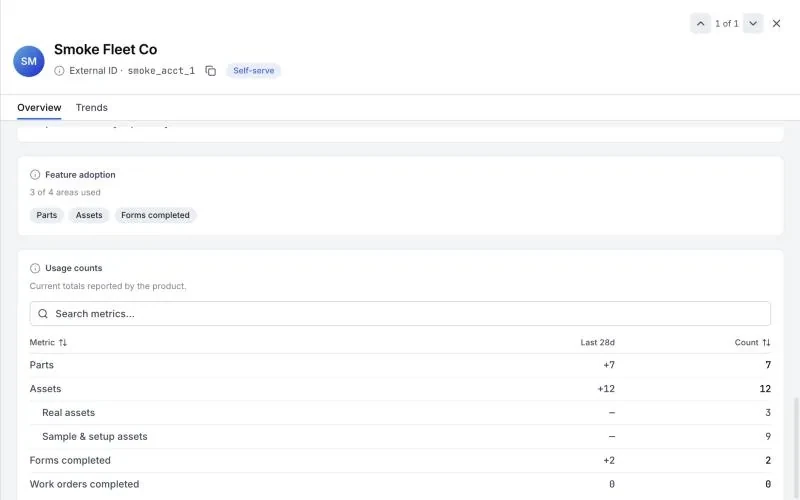 1 of 1
SM
Smoke Fleet Co
External ID · smoke_acct_1
Self-serve
Overview Trends
Feature adoption
3 of 4 areas used
Parts Assets Forms completed
Usage counts
Current totals reported by the product.
Search metrics...
Metric Last 28d Count
Parts +7 7
Assets +12 12
Real assets — 3
Sample & setup assets — 9
Forms completed +2 2
Work orders completed 0 0